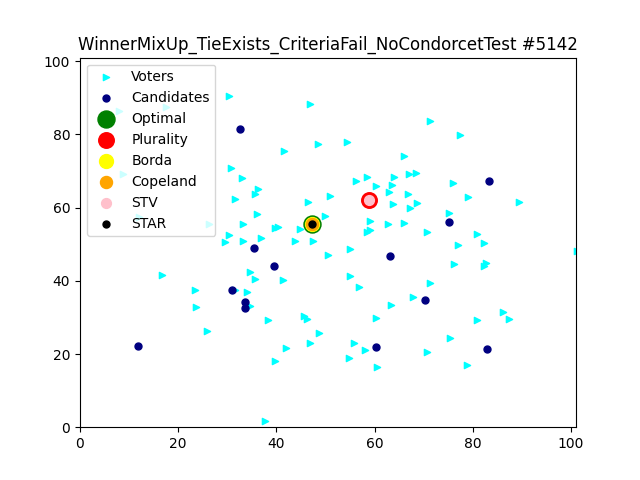 WinnerMixUp_TieExists_CriteriaFail_NoCondorcetTest #5142
100
80
60
40
20
0
Voters
Candidates
Optimal
Plurality
Borda
Copeland
STV
STAR
0 20 40 60 80 100